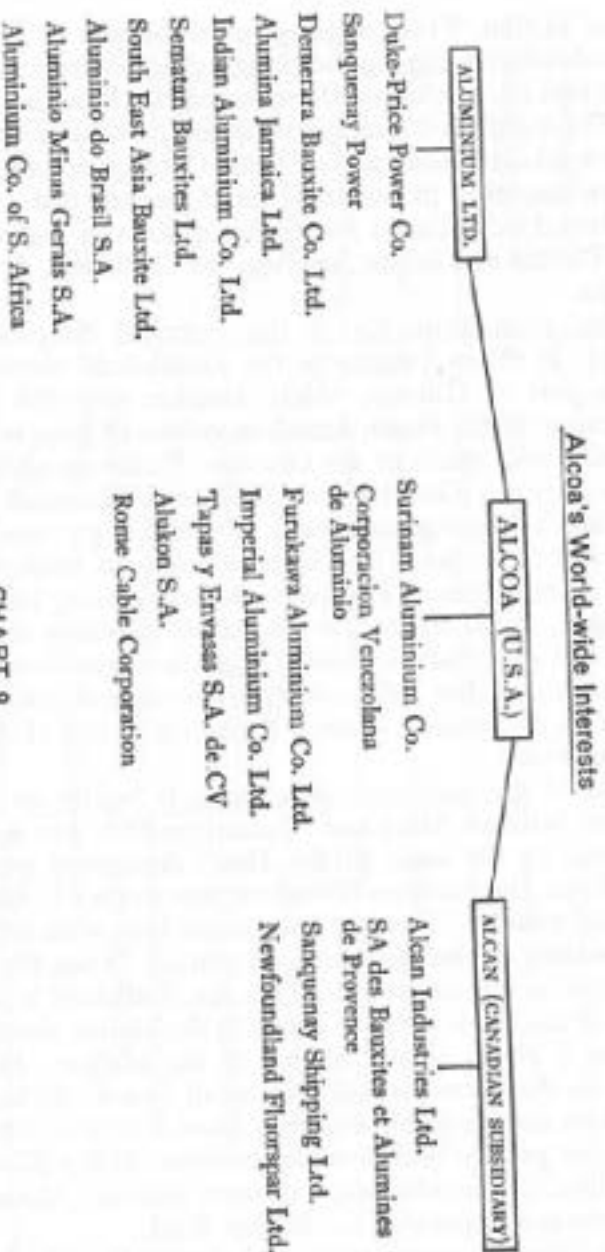 Alcoa's World-wide Interests
ALUMINIUM LTD.
Duke-Price Power Co.
Sanquenay Power
Demerara Bauxite Co. Ltd.
Alumina Jamaica Ltd.
Indian Aluminium Co. Ltd.
Sematan Bauxites Ltd.
South East Asia Bauxite Ltd.
Aluminio do Brasil S.A.
Aluminio Minas Gerais S.A.
Aluminium Co. of S. Africa
ALCOA (U.S.A.)
Surinam Aluminium Co.
Corporacion Venezolana
de Aluminio
Furukawa Aluminium Co. Ltd.
Imperial Aluminium Co. Ltd.
Tapas y Envasas S.A. de CV
Alukon S.A.
Rome Cable Corporation
ALCAN (CANADIAN SUBSIDIARY)
Alcan Industries Ltd.
SA des Bauxites et Alumines
de Provence
Sanquenay Shipping Ltd.
Newfoundland Fluorspar Ltd.